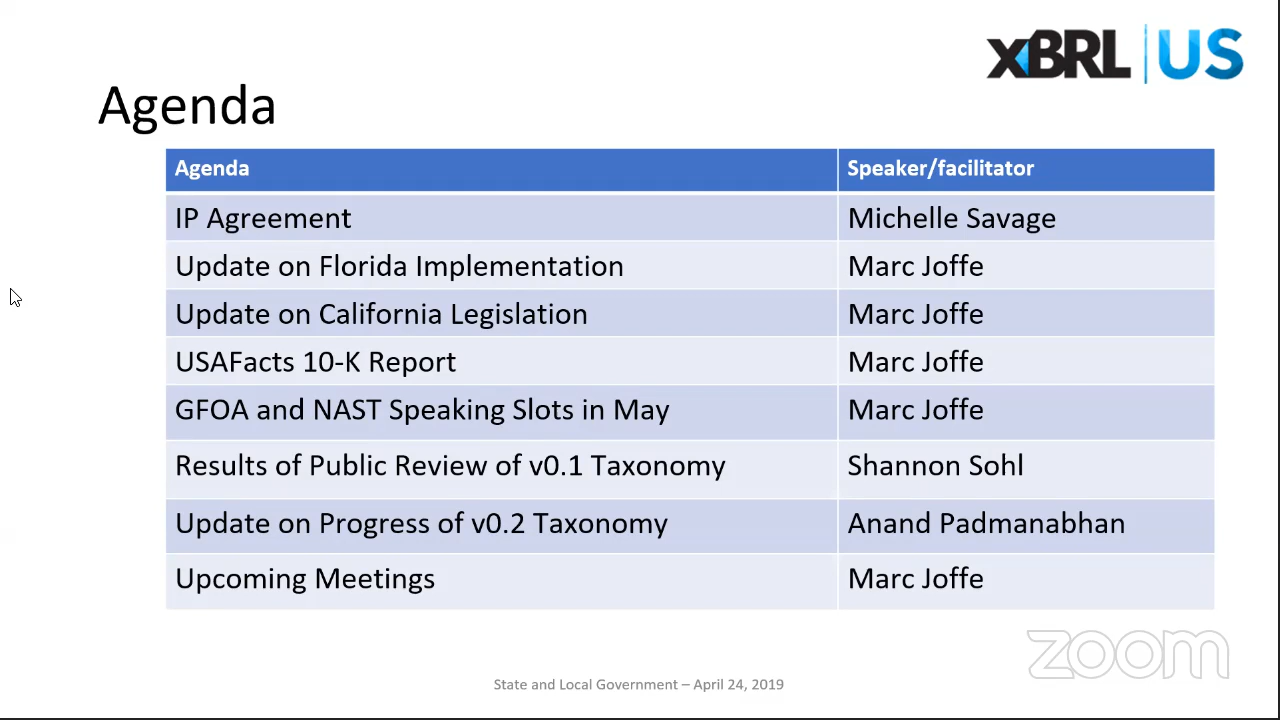 xBRL US
Agenda
Agenda Speaker/facilitator
IP Agreement Michelle Savage
Update on Florida Implementation Marc Joffe
Update on California Legislation Marc Joffe
USAFacts 10-K Report Marc Joffe
GFOA and NAST Speaking Slots in May Marc Joffe
Results of Public Review of v0.1 Taxonomy Shannon Sohl
Update on Progress of v0.2 Taxonomy Anand Padmanabhan
Upcoming Meetings Marc Joffe
zoom
State and Local Government – April 24, 2019